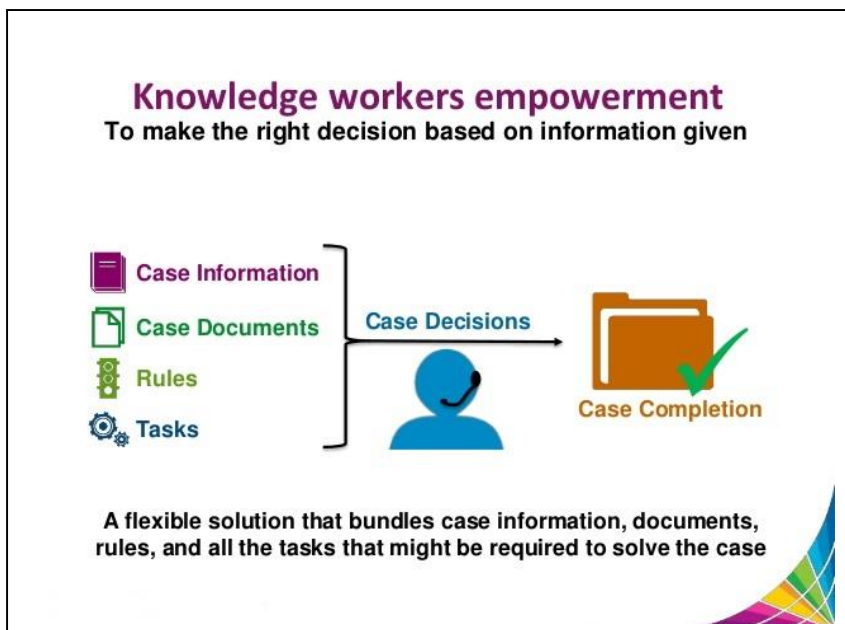 Knowledge workers empowerment
To make the right decision based on information given
Case Information
Case Documents
Rules
Tasks
Case Decisions
Case Completion
A flexible solution that bundles case information, documents,
rules, and all the tasks that might be required to solve the case